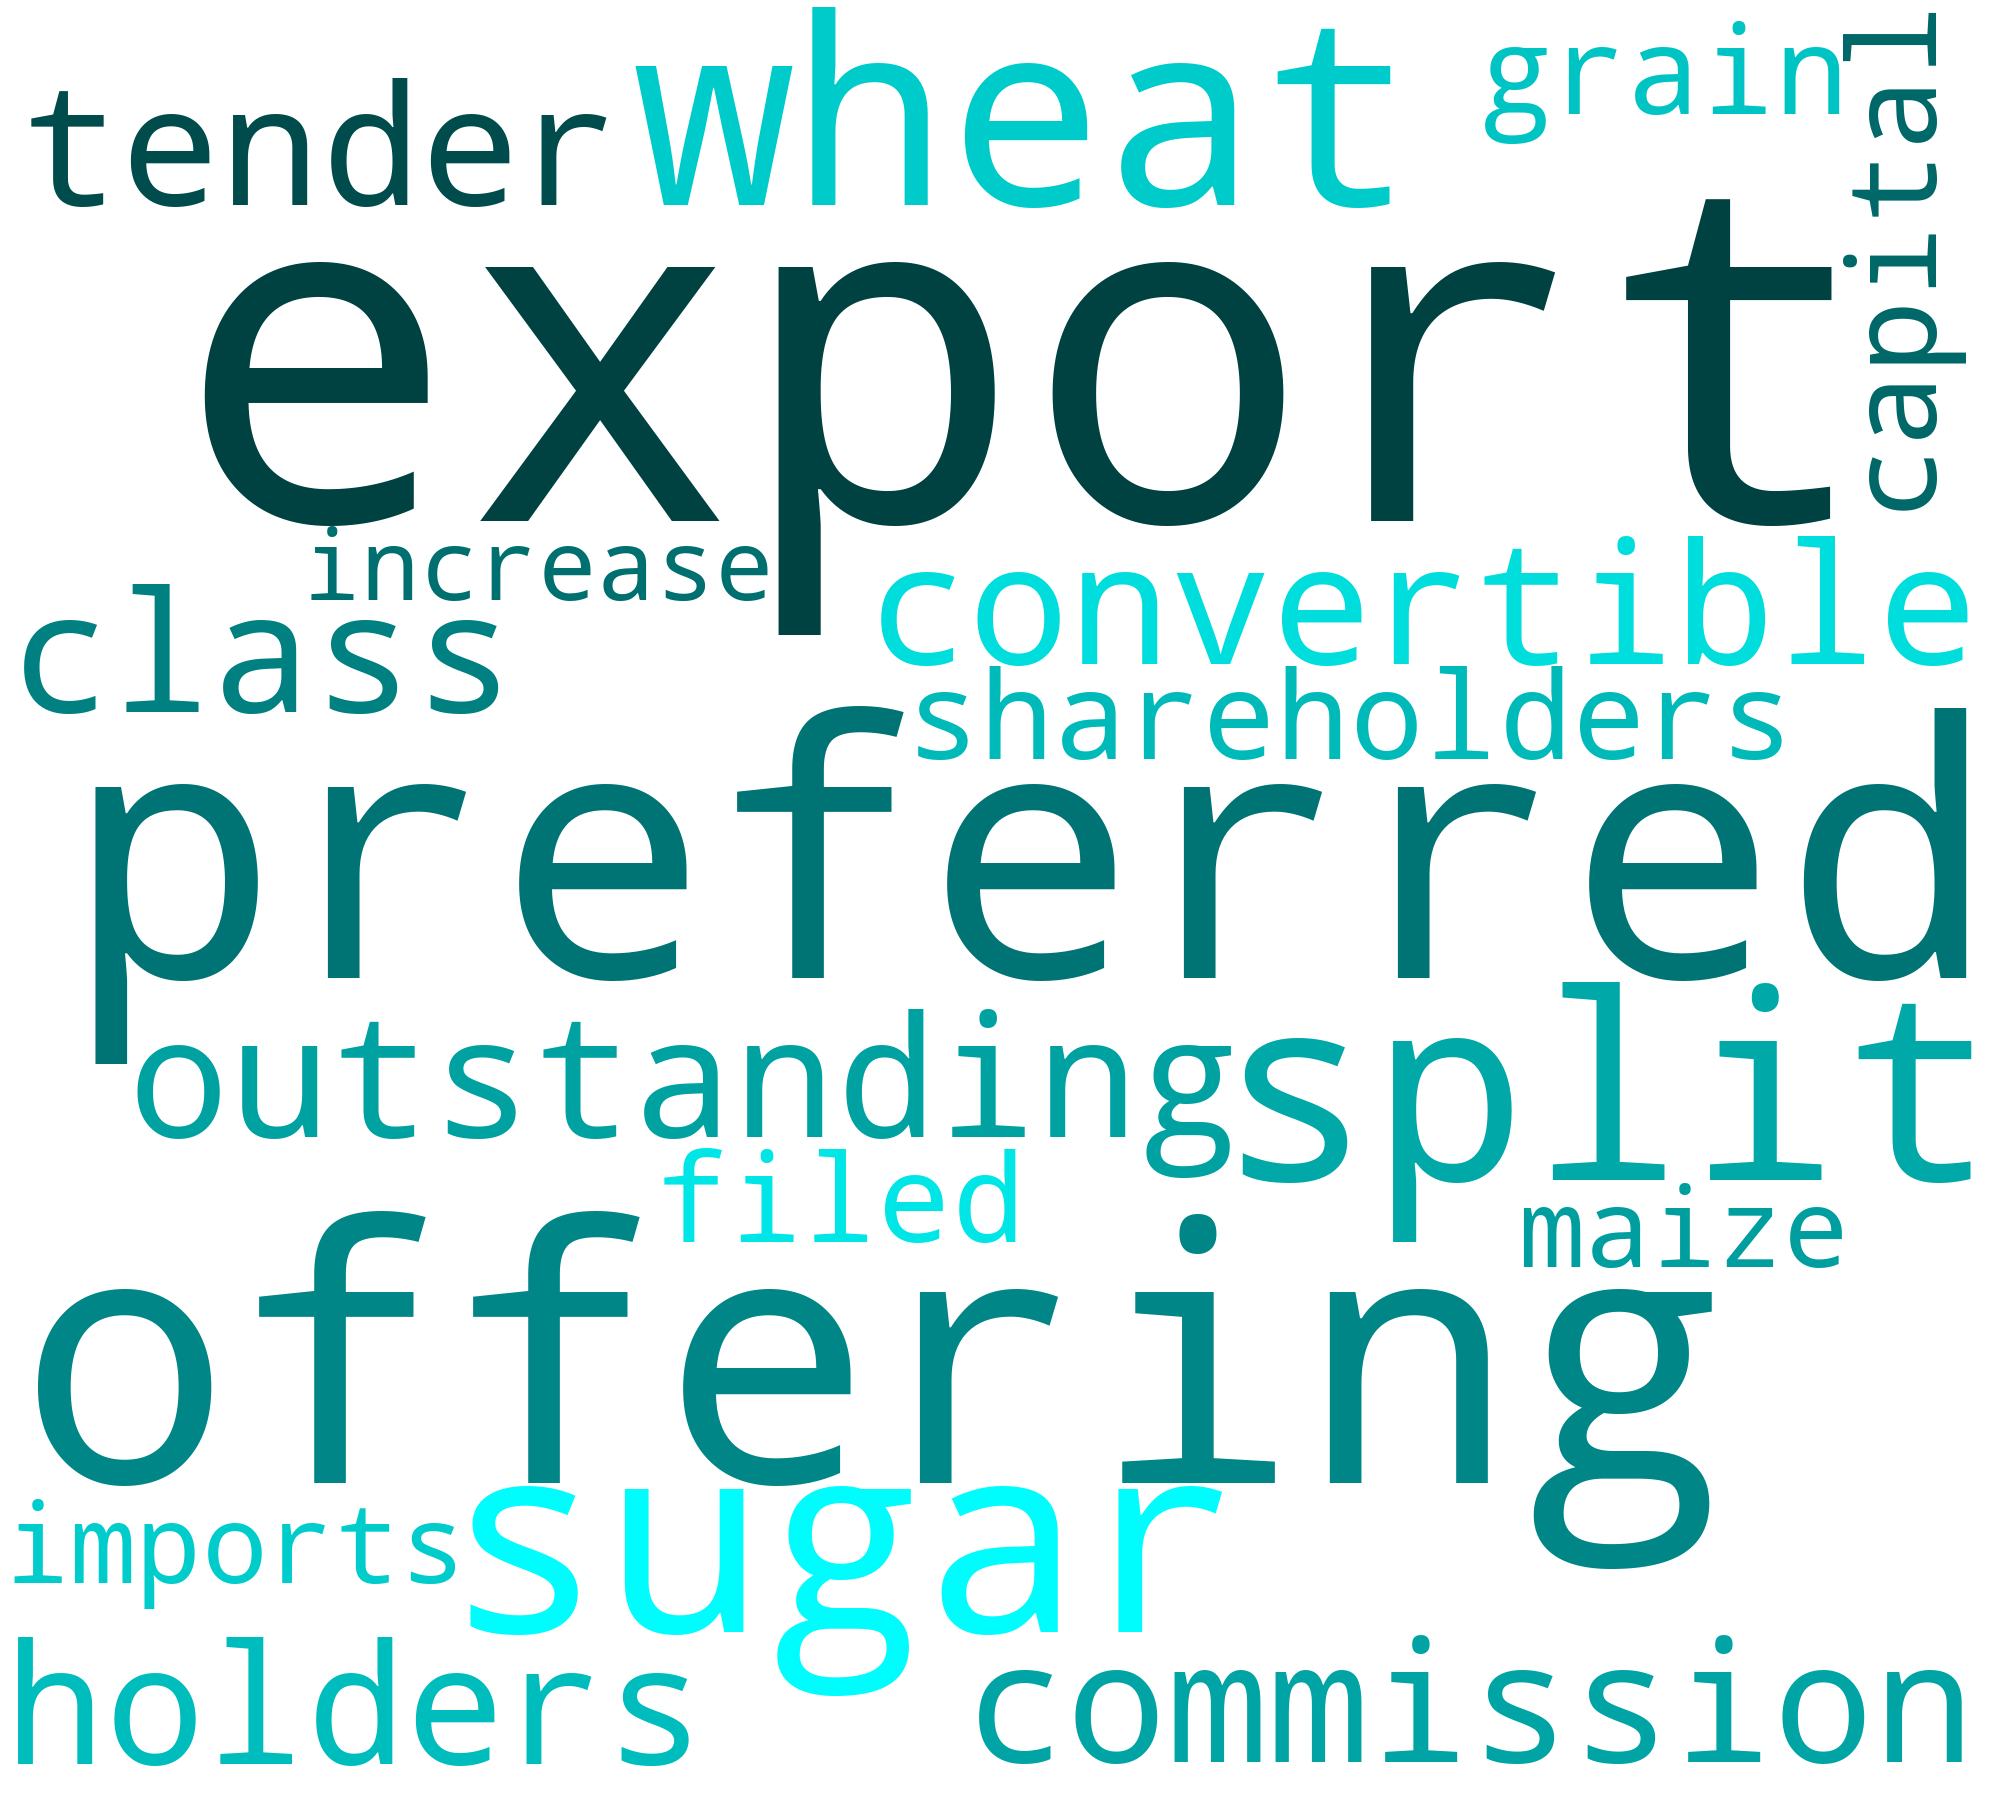 tender wheat grain
capital
export
increase
convertible
class
shareholders
preferred
outstanding split
filed
maize
offering
imports sugar
holders commission